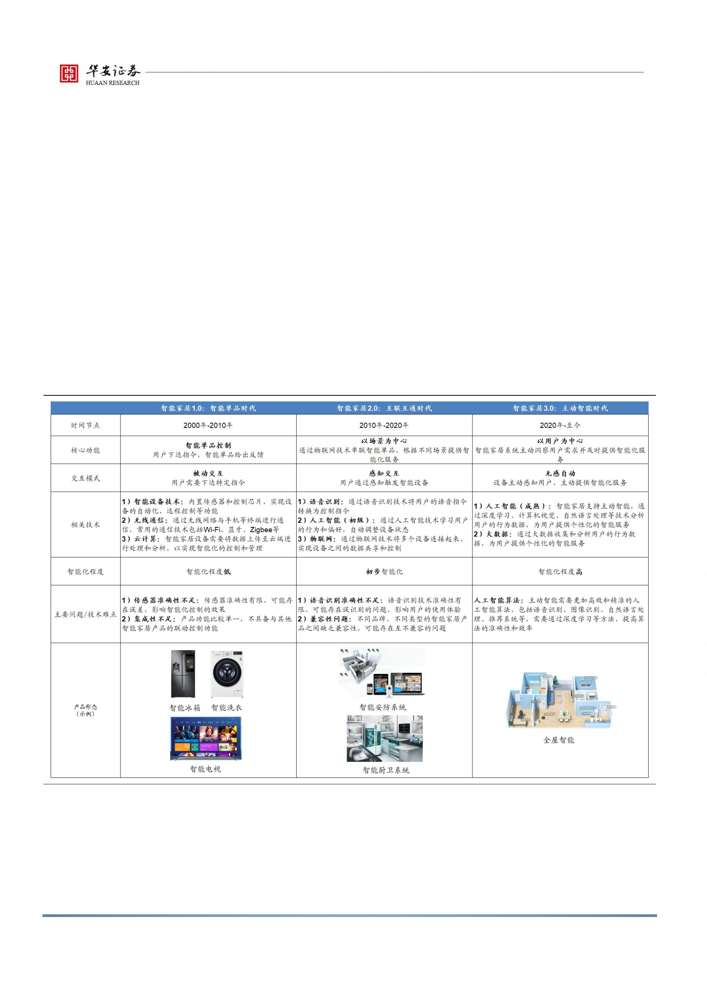 华安证券
HUAAN RESEARCH
智能家居1.0：智能单品时代
智能家居2.0：互联互通时代
智能家居3.0：主动智能时代
时间节点
2000年-2010年
2010年-2020年
2020年-至今
核心功能
智能单品控制
用户下达指令，智能单品给出反馈
以场景为中心
通过物联网技术串联智能单品，根据不同场景提供智
能化服务
以用户为中心
智能家居系统主动洞察用户需求并及时提供智能化服
务
交互模式
被动交互
用户需要下达特定指令
感知交互
用户通过感知触发智能设备
无感自动
设备主动感知用户，主动提供智能化服务
相关技术
1）智能设备技术：内置传感器和控制芯片，实现设
备的自动化、远程控制等功能
2）无线通信：通过无线网络与手机等终端进行通
信，常用的通信技术包括Wi-Fi、蓝牙、Zigbee等
3）云计算：智能家居设备需要将数据上传至云端进
行处理和分析，以实现智能化的控制和管理
1）语音识别：通过语音识别技术将用户的语音指令
转换为控制指令
2）人工智能（初级）：通过人工智能技术学习用户
的行为和偏好，自动调整设备状态
3）物联网：通过物联网技术将多个设备连接起来，
实现设备之间的数据共享和控制
1）人工智能（成熟）：智能家居支持主动智能，通
过深度学习、计算机视觉、自然语言处理等技术分析
用户的行为数据，为用户提供个性化的智能服务
2）大数据：通过大数据收集和分析用户的行为数
据，为用户提供个性化的智能服务
智能化程度
智能化程度低
初步智能化
智能化程度高
主要问题/技术难点
1）传感器准确性不足：传感器准确性有限，可能存
在误差，影响智能化控制的效果
2）集成性不足：产品功能比较单一，不具备与其他
智能家居产品的联动控制功能
1）语音识别准确性不足：语音识别技术准确性有
限，可能存在误识别的问题，影响用户的使用体验
2）兼容性问题：不同品牌、不同类型的智能家居产
品之间缺乏兼容性，可能存在互不兼容的问题
人工智能算法：主动智能需要更加高效和精准的人
工智能算法，包括语音识别、图像识别、自然语言处
理、推荐系统等，需要通过深度学习等方法，提高算
法的准确性和效率
产品形态
（示例）
智能冰箱
智能洗衣
智能电视
智能安防系统
智能厨卫系统
全屋智能